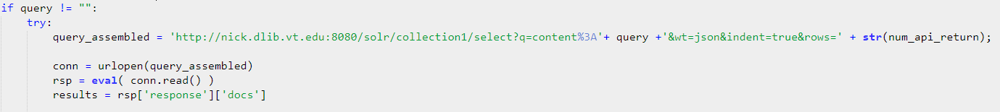 if query != "":
try:
query_assembled = 'http://nick.dlib.vt.edu:8080/solr/collection1/select?q=content%3A'+ query +'&wt=json&indent=true&rows=' + str(num_api_return);
conn = urlopen(query_assembled)
rsp = eval( conn.read() )
results = rsp['response']['docs']